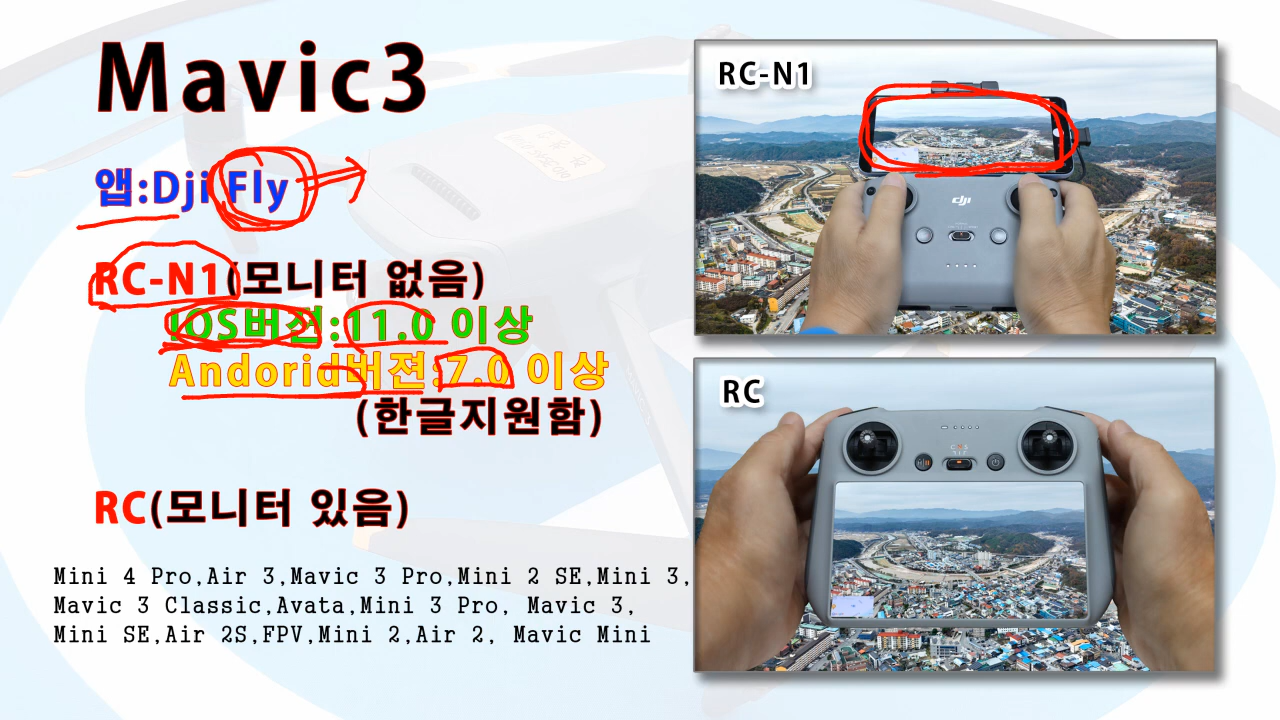 Mavic3
앱:Dji Fly
RC-N1(모니터 없음)
IOS버젼:11.0 이상
Andorid버젼:7.0 이상
(한글지원함)
RC(모니터 있음)
Mini 4 Pro,Air 3,Mavic 3 Pro,Mini 2 SE,Mini 3,
Mavic 3 Classic,Avata,Mini 3 Pro, Mavic 3,
Mini SE,Air 2S,FPV,Mini 2,Air 2, Mavic Mini
RC-N1
dji
RC